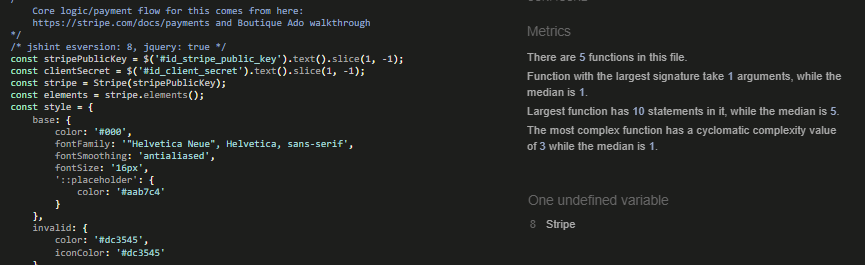 /
Core logic/payment flow for this comes from here:
https://stripe.com/docs/payments and Boutique Ado walkthrough
*/
/* jshint esversion: 8, jquery: true */
const stripePublicKey = $('#id_stripe_public_key').text().slice(1, -1);
const clientSecret = $('#id_client_secret').text().slice(1, -1);
const stripe = Stripe(stripePublicKey);
const elements = stripe.elements();
const style = {
base: {
color: '#000',
fontFamily: '"Helvetica Neue", Helvetica, sans-serif',
fontSmoothing: 'antialiased',
fontSize: '16px',
'::placeholder': {
color: '#aab7c4'
}
},
invalid: {
color: '#dc3545',
iconColor: '#dc3545'
Metrics
There are 5 functions in this file.
Function with the largest signature take 1 arguments, while the
median is 1.
Largest function has 10 statements in it, while the median is 5.
The most complex function has a cyclomatic complexity value
of 3 while the median is 1.
One undefined variable
8 Stripe